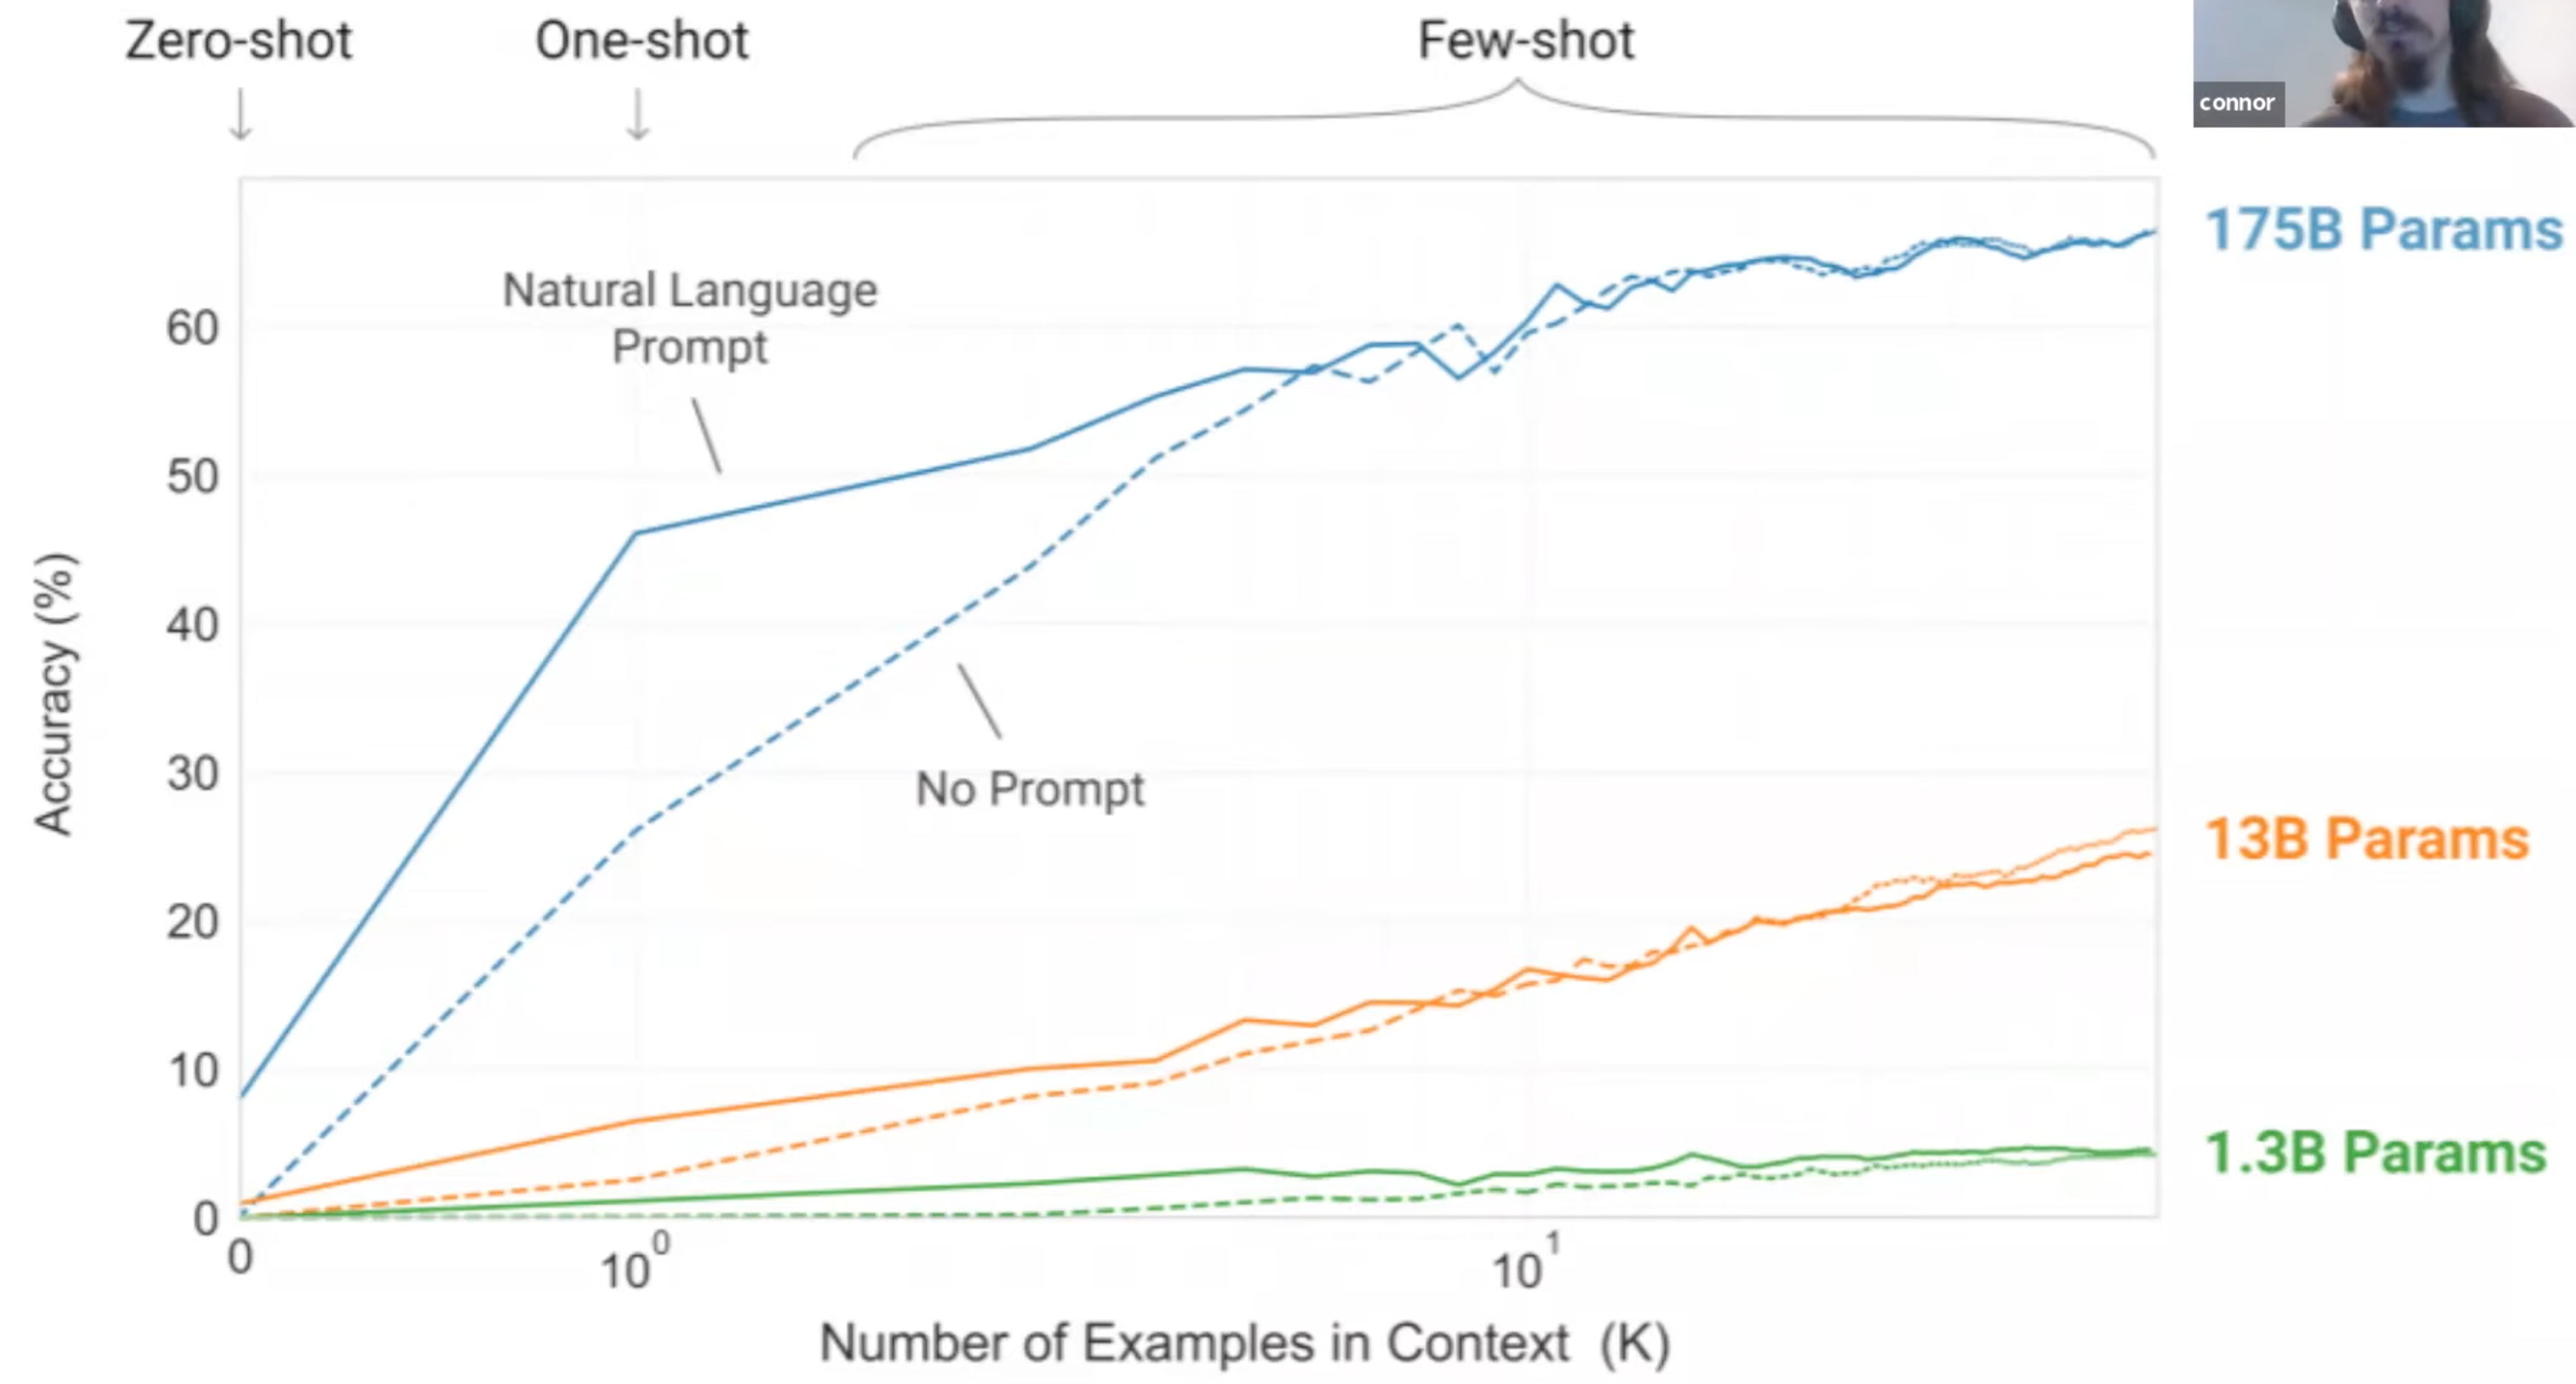 Zero-shot
One-shot
Few-shot
connor
175B Params
Natural Language
Prompt
60
50
40
30
20
10
0
Accuracy (%)
No Prompt
13B Params
1.3B Params
0
10^0
10^1
Number of Examples in Context (K)